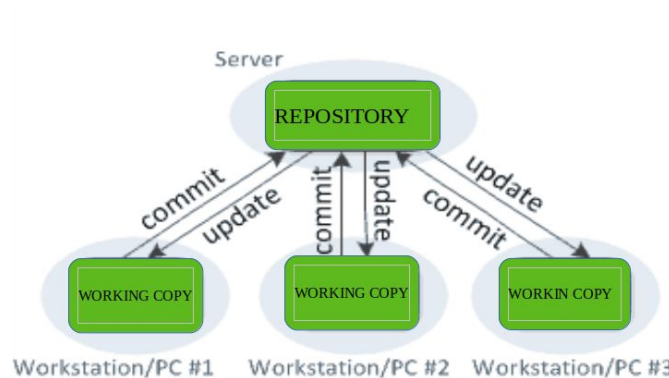 Server
REPOSITORY
commit
update
commit
update
update
commit
WORKING COPY
WORKING COPY
WORKIN COPY
Workstation/PC #1
Workstation/PC #2
Workstation/PC #3